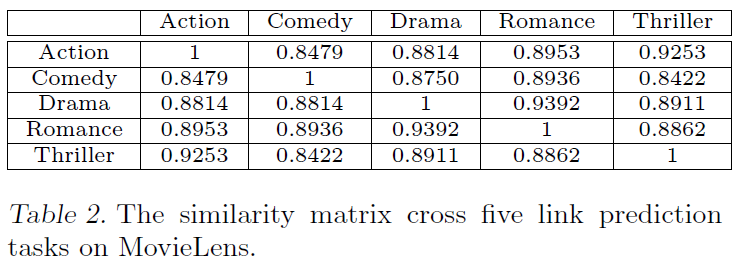 Action Comedy Drama Romance Thriller
Action 1 0.8479 0.8814 0.8953 0.9253
Comedy 0.8479 1 0.8750 0.8936 0.8422
Drama 0.8814 0.8814 1 0.9392 0.8911
Romance 0.8953 0.8936 0.9392 1 0.8862
Thriller 0.9253 0.8422 0.8911 0.8862 1
Table 2. The similarity matrix cross five link prediction
tasks on MovieLens.